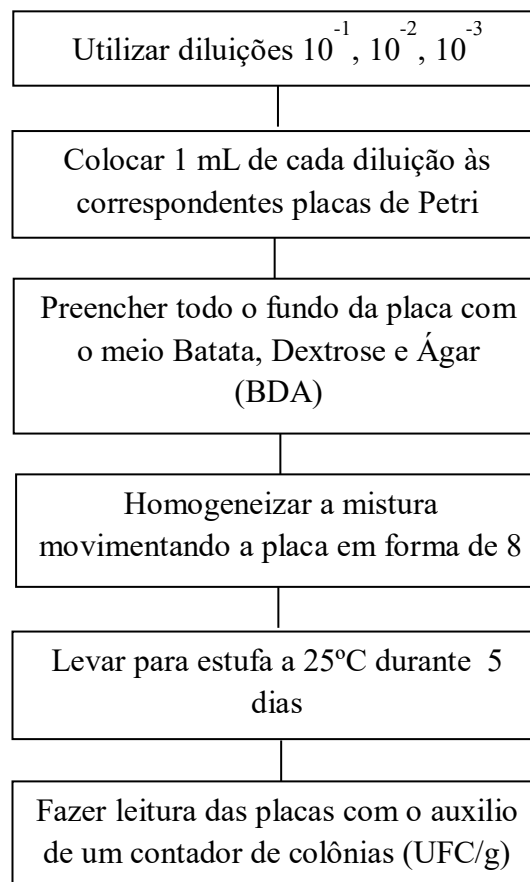 Utilizar diluições 10⁻¹, 10⁻², 10⁻³
Colocar 1 mL de cada diluição às
correspondentes placas de Petri
Preencher todo o fundo da placa com
o meio Batata, Dextrose e Ágar
(BDA)
Homogeneizar a mistura
movimentando a placa em forma de 8
Levar para estufa a 25ºC durante 5
dias
Fazer leitura das placas com o auxilio
de um contador de colônias (UFC/g)